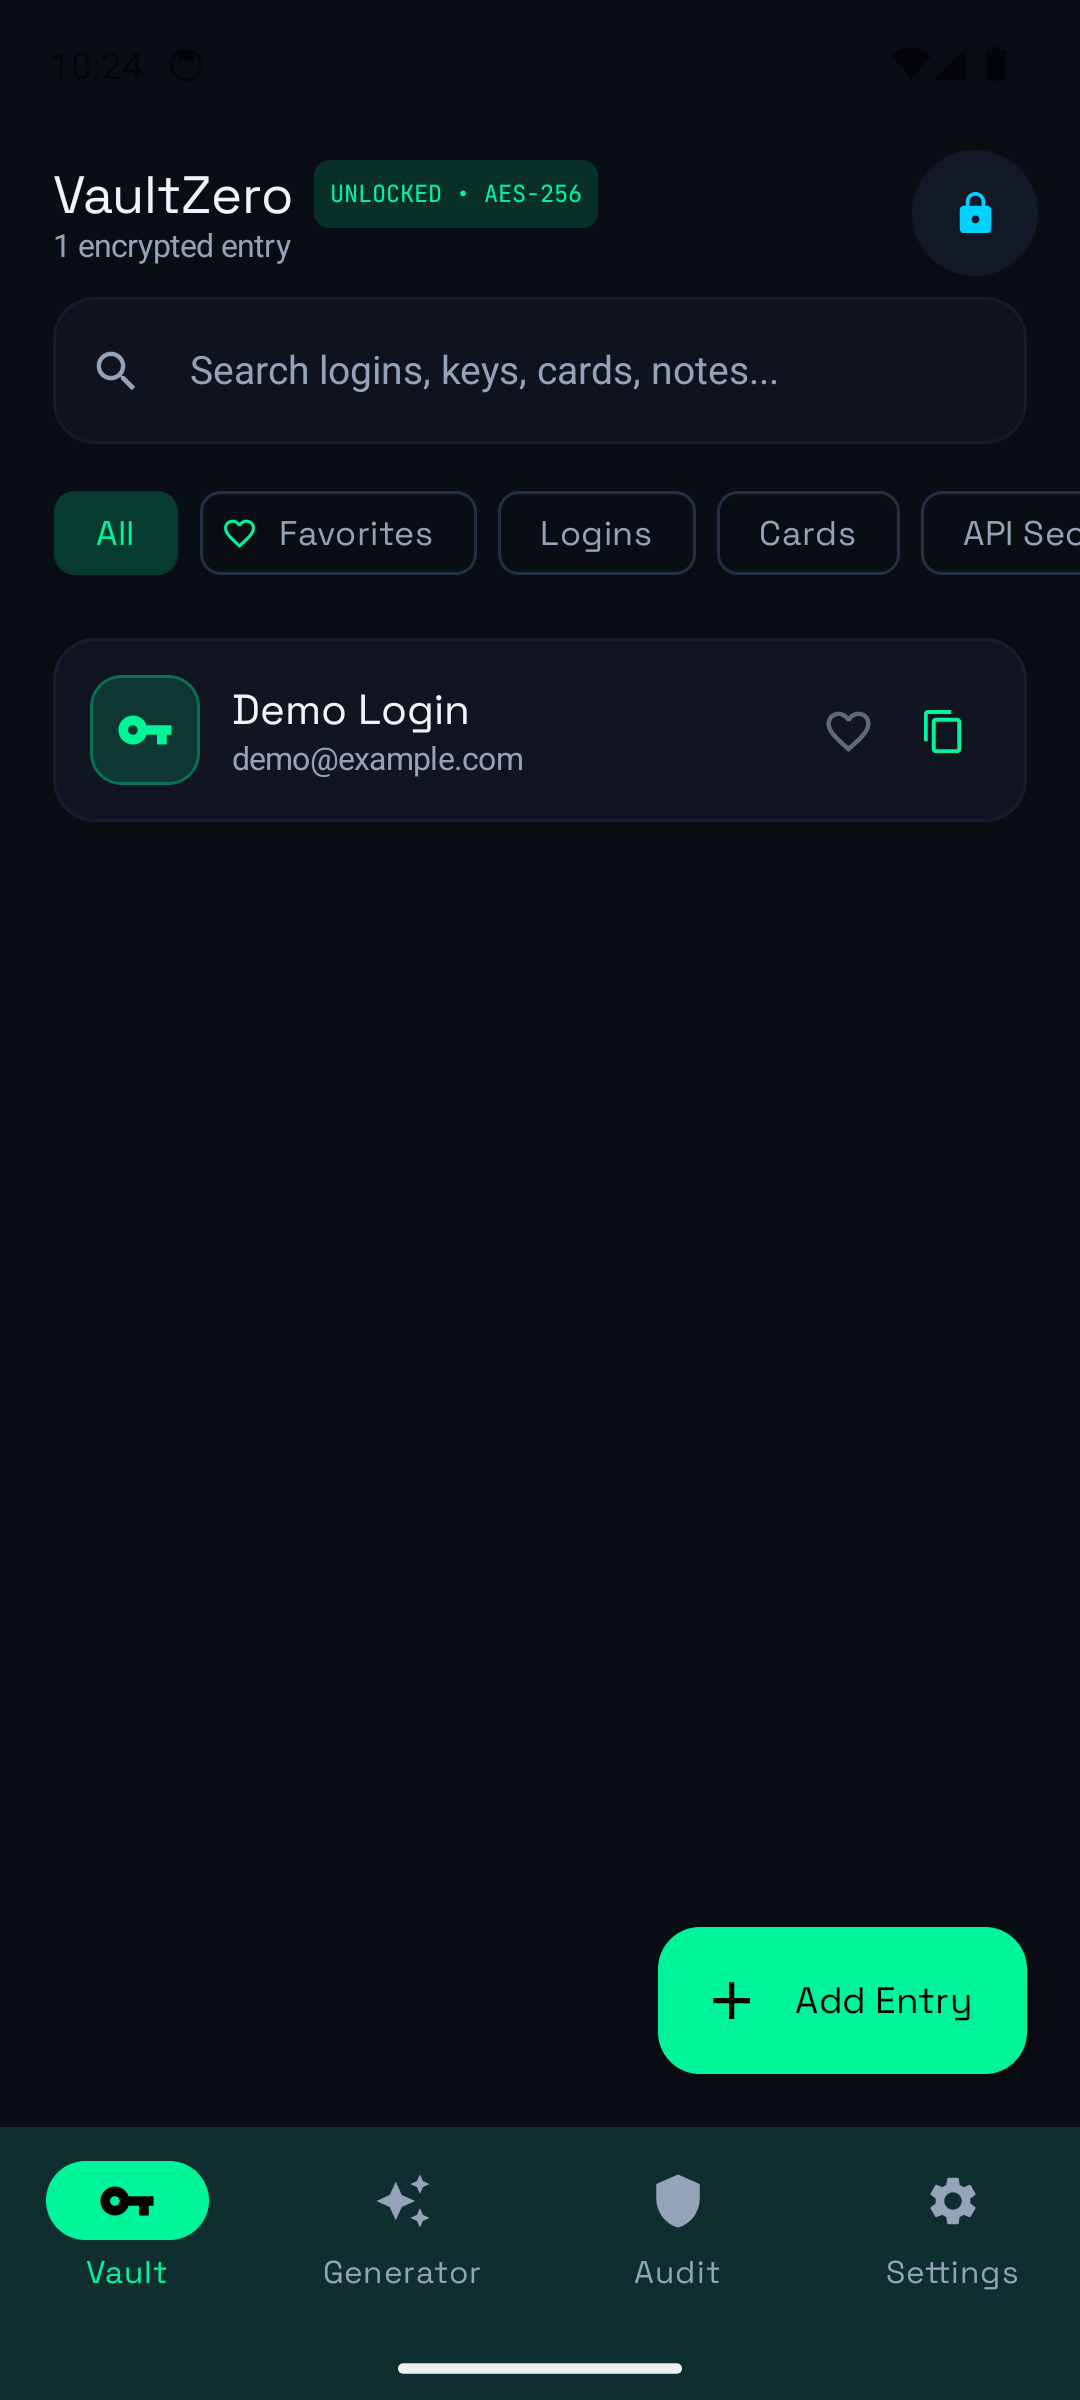 10:24
VaultZero
UNLOCKED • AES-256
1 encrypted entry
Search logins, keys, cards, notes...
All
Favorites
Logins
Cards
API Sec
Demo Login
demo@example.com
Add Entry
Vault
Generator
Audit
Settings